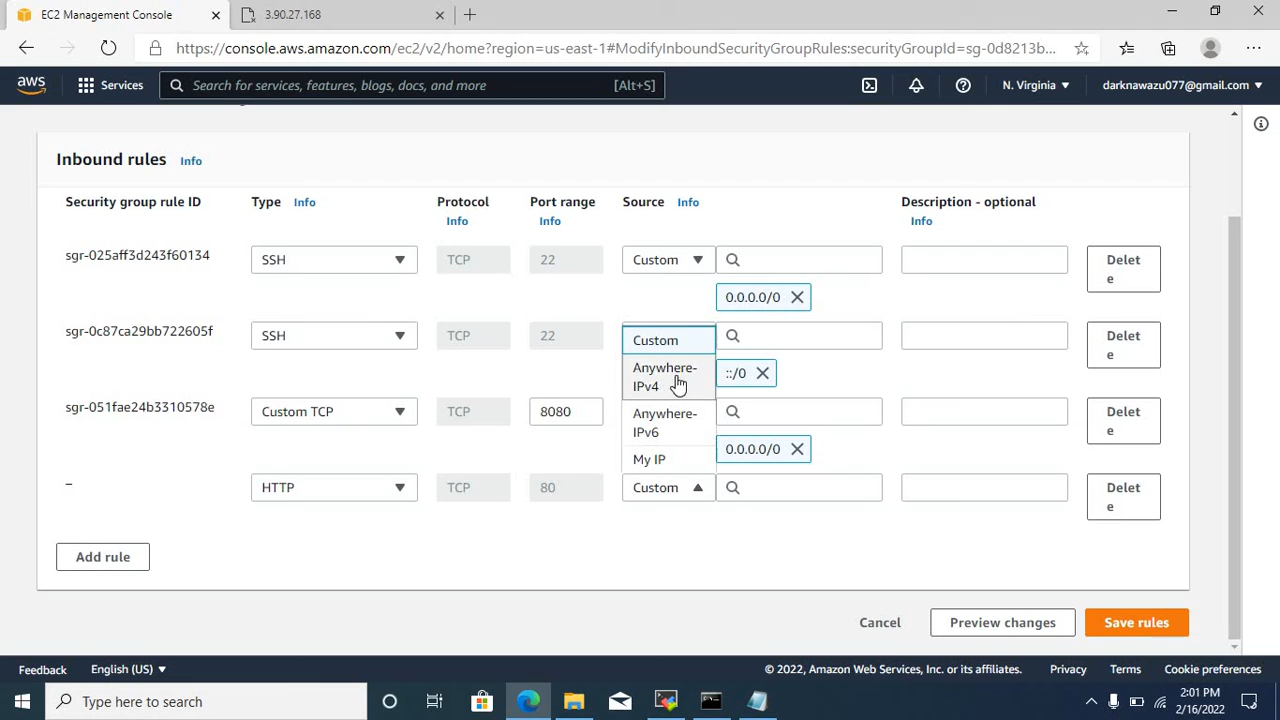 EC2 Management Console
3.90.27.168
https://console.aws.amazon.com/ec2/v2/home?region=us-east-1#ModifyInboundSecurityGroupRules:securityGroupId=sg-0d8213b...
aws
Services
Search for services, features, blogs, docs, and more
[Alt+S]
N. Virginia
darknawazu077@gmail.com
Inbound rules Info
Security group rule ID
Type Info
Protocol
Info
Port range
Info
Source Info
Description - optional
Info
sgr-025aff3d243f60134
SSH
TCP
22
Custom
Delet
e
0.0.0.0/0
sgr-0c87ca29bb722605f
SSH
TCP
22
Delet
e
::/0
sgr-051fae24b3310578e
Custom TCP
TCP
8080
Delet
e
0.0.0.0/0
Custom
Anywhere-
IPv4
Anywhere-
IPv6
My IP
–
HTTP
TCP
80
Custom
Delet
e
Add rule
Cancel
Preview changes
Save rules
Feedback
English (US)
© 2022, Amazon Web Services, Inc. or its affiliates.
Privacy
Terms
Cookie preferences
Type here to search
2:01 PM
2/16/2022